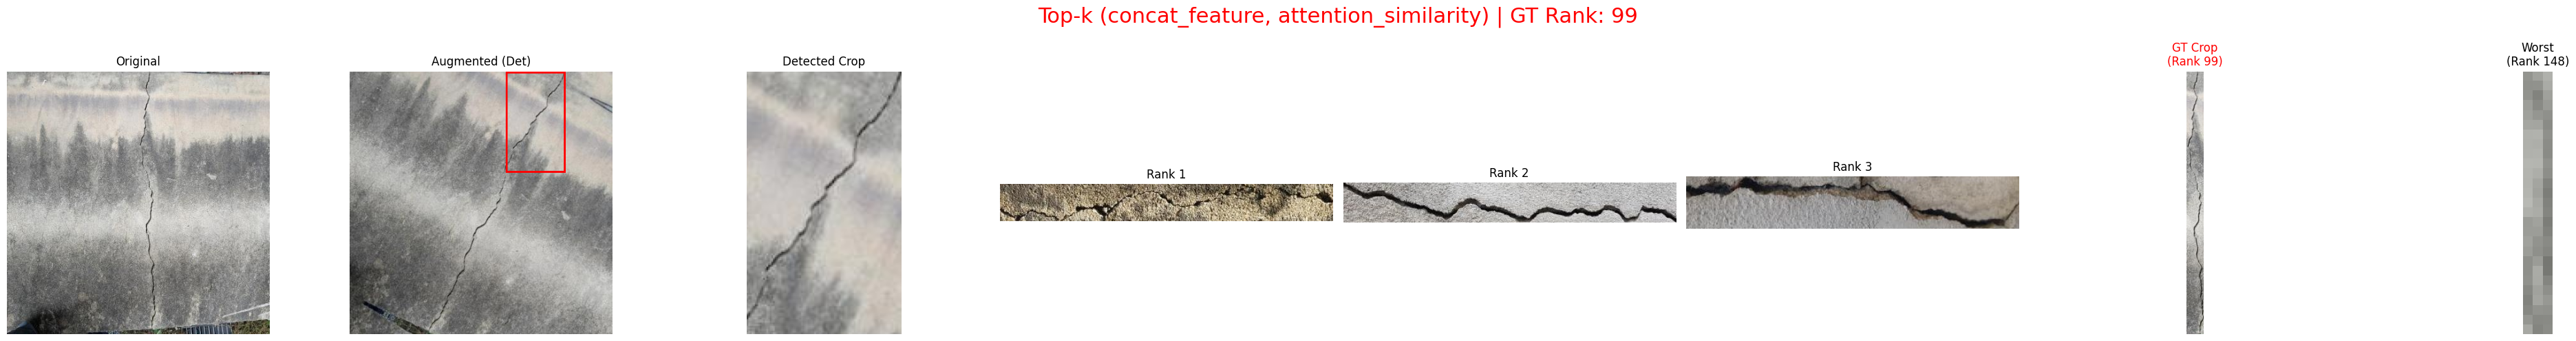 Top-k (concat_feature, attention_similarity) | GT Rank: 99
Original
Augmented (Det)
Detected Crop
Rank 1
Rank 2
Rank 3
GT Crop
(Rank 99)
Worst
(Rank 148)